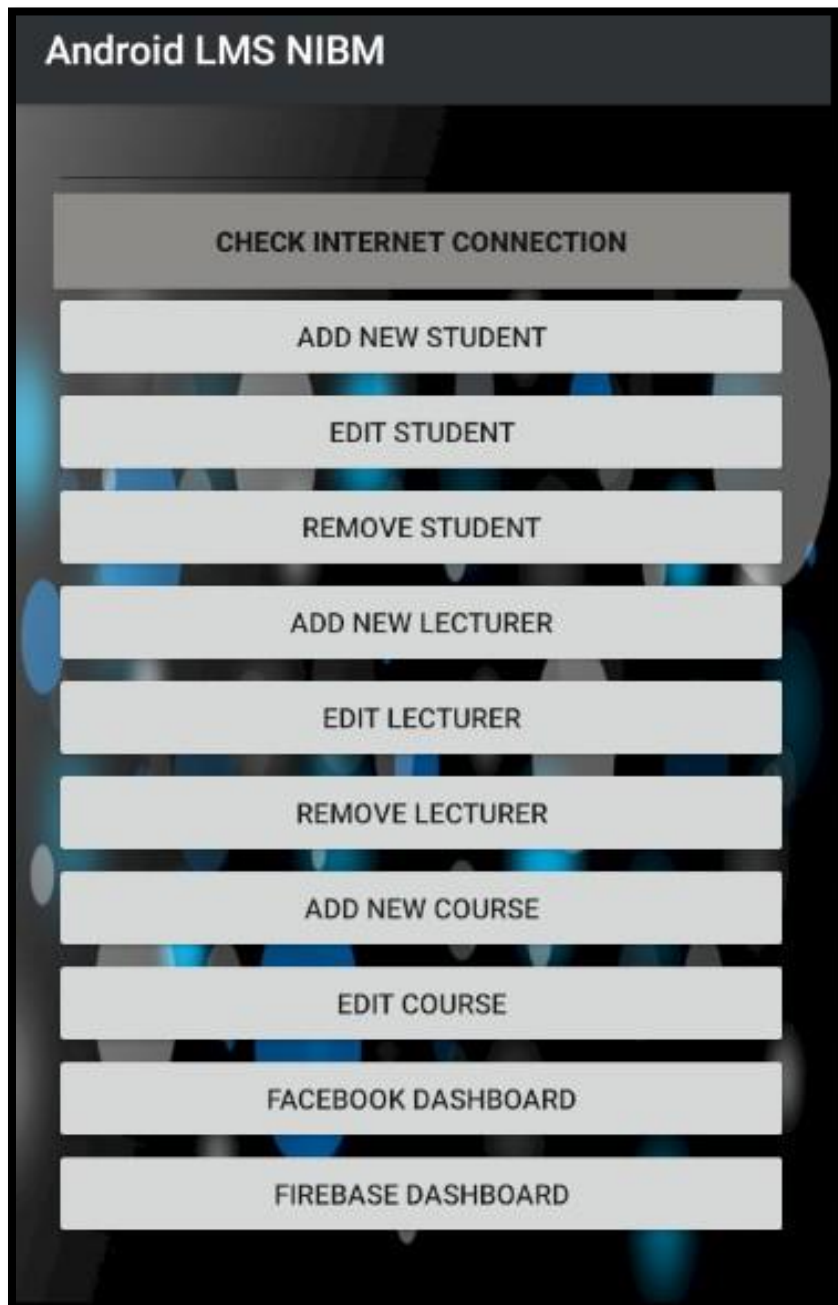 Android LMS NIBM
CHECK INTERNET CONNECTION
ADD NEW STUDENT
EDIT STUDENT
REMOVE STUDENT
ADD NEW LECTURER
EDIT LECTURER
REMOVE LECTURER
ADD NEW COURSE
EDIT COURSE
FACEBOOK DASHBOARD
FIREBASE DASHBOARD